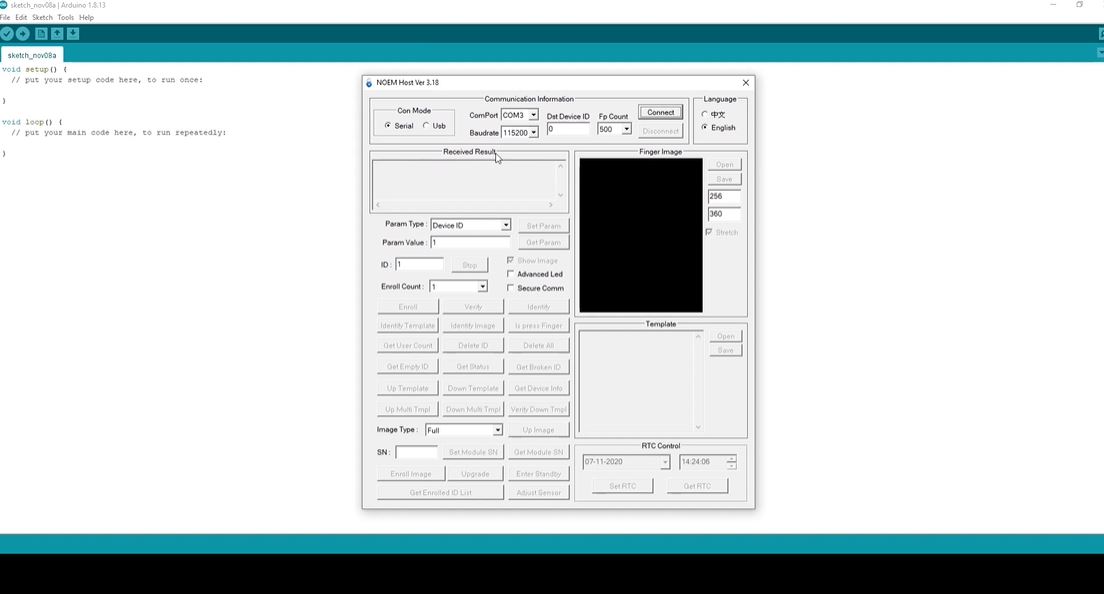 sketch_nov08a | Arduino 1.8.13
File Edit Sketch Tools Help
sketch_nov08a
void setup() {
// put your setup code here, to run once:
}
void loop() {
// put your main code here, to run repeatedly:
}
NOEM Host Ver 3.18
Communication Information
Con Mode
Serial Usb
ComPort COM3
Baudrate 115200
Dst Device ID
0
Fp Count
500
Connect
Disconnect
Language
中文
English
Received Result
Param Type : Device ID Set Param
Param Value : 1 Get Param
ID : 1 Stop Show Image
Advanced Led
Enroll Count : 1 Secure Comm
Enroll Verify Identify
Identify Template Identify Image Is press Finger
Get User Count Delete ID Delete All
Get Empty ID Get Status Get Broken ID
Up Template Down Template Get Device Info
Up Multi Tmpl Down Multi Tmpl Verify Down Tmpl
Image Type : Full Up Image
SN : Set Module SN Get Module SN
Enroll Image Upgrade Enter Standby
Get Enrolled ID List Adjust Sensor
Finger Image
Open
Save
256
360
Stretch
Template
Open
Save
RTC Control
07-11-2020 14:24:06
Set RTC Get RTC